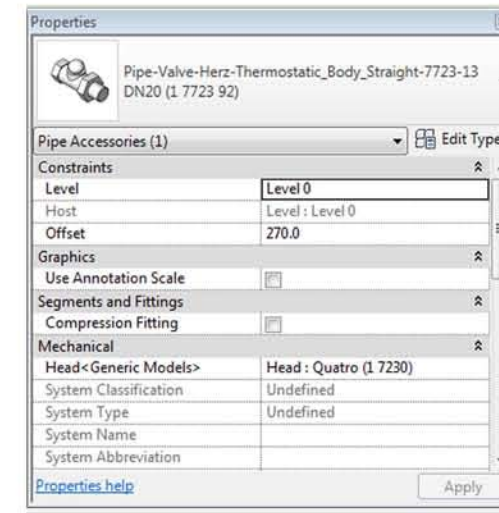 Properties
Pipe-Valve-Herz-Thermostatic_Body_Straight-7723-13
DN20 (1 7723 92)
Pipe Accessories (1) Edit Type
Constraints
Level Level 0
Host Level : Level 0
Offset 270.0
Graphics
Use Annotation Scale
Segments and Fittings
Compression Fitting
Mechanical
Head<Generic Models> Head : Quatro (1 7230)
System Classification Undefined
System Type Undefined
System Name
System Abbreviation
Properties help Apply